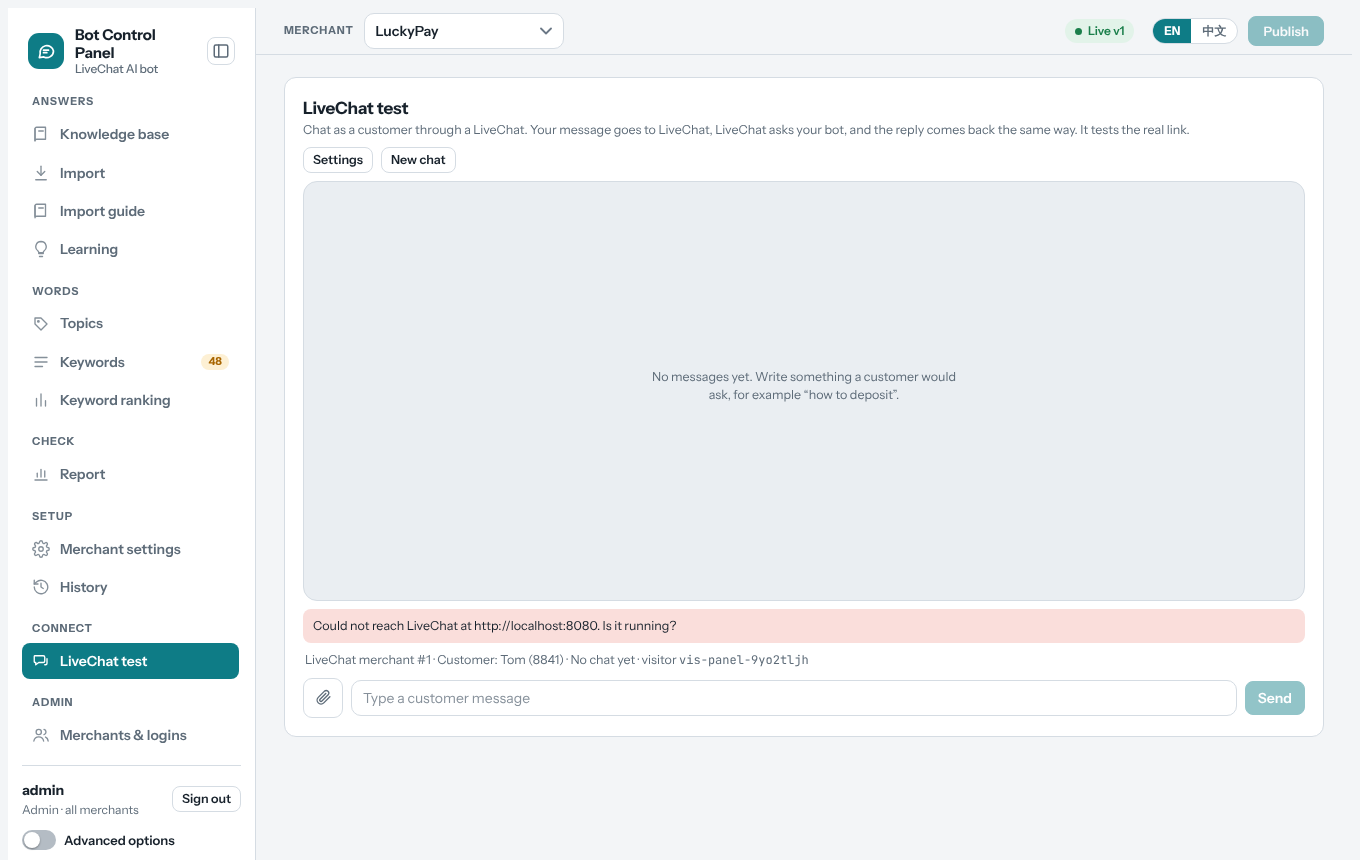 Bot Control
Panel
LiveChat AI bot
ANSWERS
Knowledge base
Import
Import guide
Learning
WORDS
Topics
Keywords 48
Keyword ranking
CHECK
Report
SETUP
Merchant settings
History
CONNECT
LiveChat test
ADMIN
Merchants & logins
admin
Admin · all merchants
Sign out
Advanced options
MERCHANT LuckyPay Live v1 EN 中文 Publish
LiveChat test
Chat as a customer through a LiveChat. Your message goes to LiveChat, LiveChat asks your bot, and the reply comes back the same way. It tests the real link.
Settings New chat
No messages yet. Write something a customer would
ask, for example “how to deposit”.
Could not reach LiveChat at http://localhost:8080. Is it running?
LiveChat merchant #1 · Customer: Tom (8841) · No chat yet · visitor vis-panel-9yo2tljh
Type a customer message Send